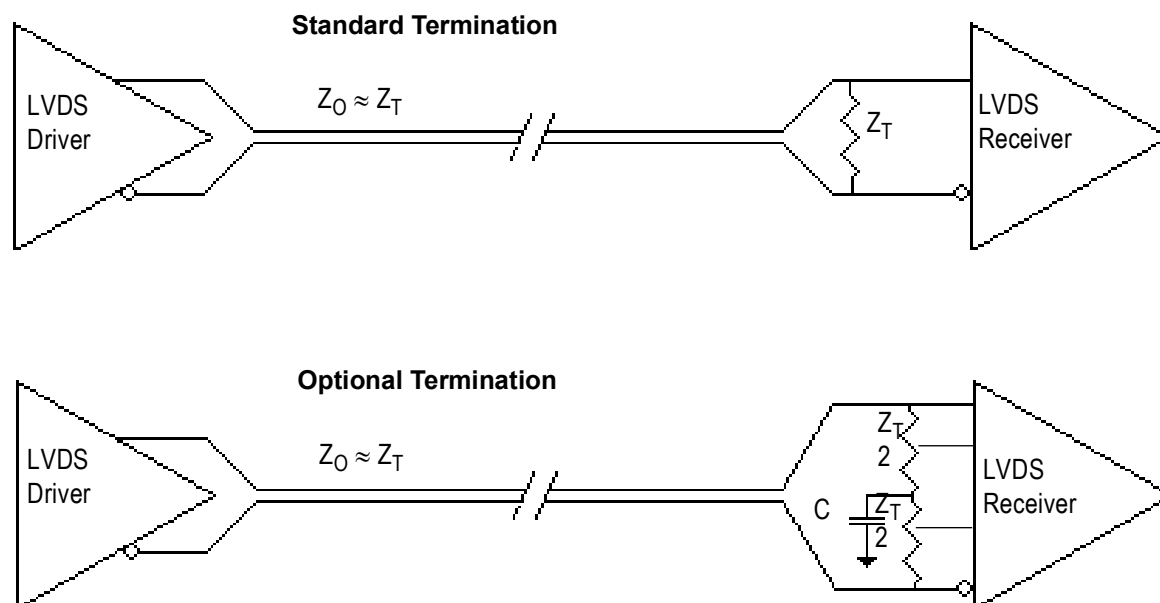 Standard Termination
LVDS
Driver
Z_O ≈ Z_T
Z_T
LVDS
Receiver
Optional Termination
LVDS
Driver
Z_O ≈ Z_T
Z_T
2
C
Z_T
2
LVDS
Receiver